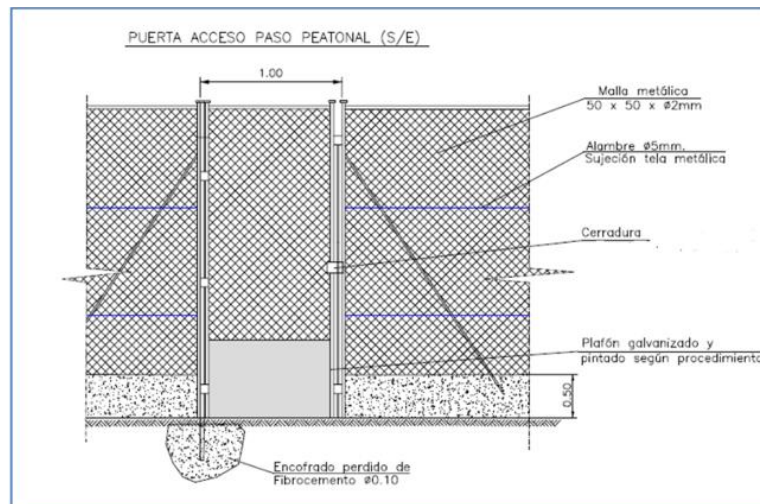 PUERTA ACCESO PASO PEATONAL (S/E)
1.00
Malla metálica
50 x 50 x ø2mm
Alambre ø5mm.
Sujeción tela metálica
Cerradura
Plafón galvanizado y
pintado según procedimiento
0.50
Encofrado perdido de
Fibrocemento ø0.10